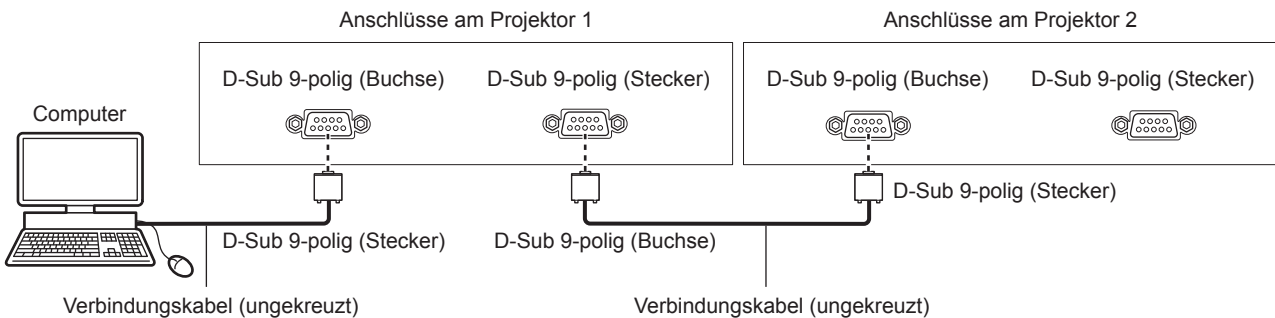 Anschlüsse am Projektor 1
Anschlüsse am Projektor 2
D-Sub 9-polig (Buchse)
D-Sub 9-polig (Stecker)
D-Sub 9-polig (Buchse)
D-Sub 9-polig (Stecker)
Computer
D-Sub 9-polig (Stecker)
D-Sub 9-polig (Stecker)
D-Sub 9-polig (Buchse)
Verbindungskabel (ungekreuzt)
Verbindungskabel (ungekreuzt)